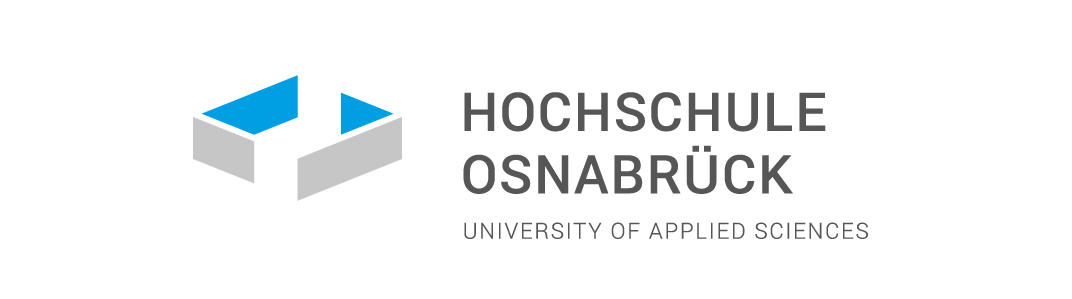 HOCHSCHULE
OSNABRÜCK
UNIVERSITY OF APPLIED SCIENCES